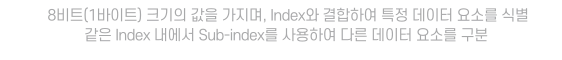 8비트(1바이트) 크기의 값을 가지며, Index와 결합하여 특정 데이터 요소를 식별
같은 Index 내에서 Sub-index를 사용하여 다른 데이터 요소를 구분